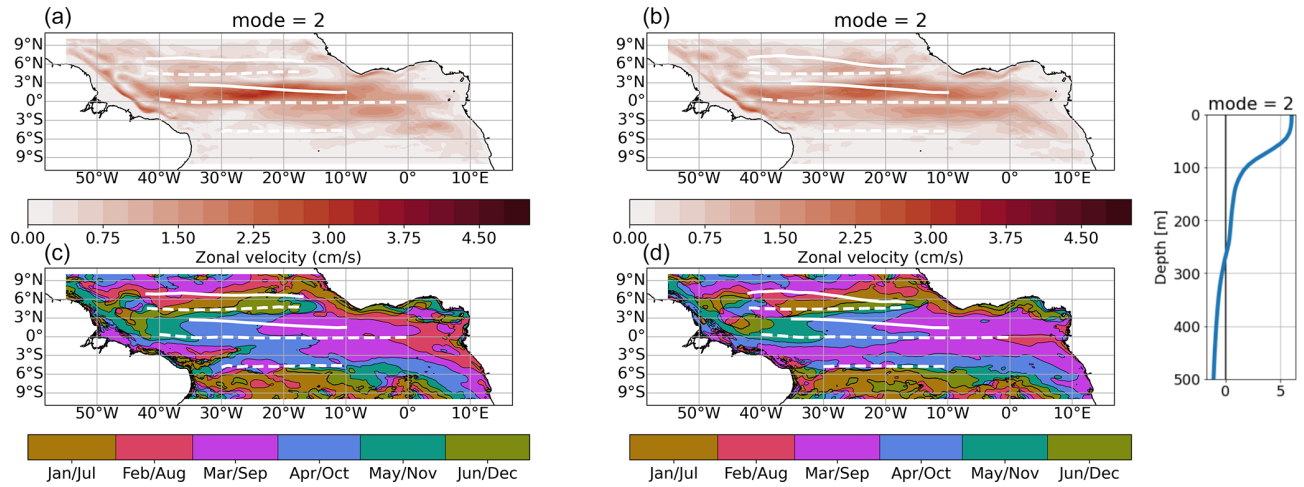 (a) mode = 2
9°N
6°N
3°N
0°
3°S
6°S
9°S
50°W 40°W 30°W 20°W 10°W 0° 10°E
0.00 0.75 1.50 2.25 3.00 3.75 4.50
Zonal velocity (cm/s)
(b) mode = 2
9°N
6°N
3°N
0°
3°S
6°S
9°S
50°W 40°W 30°W 20°W 10°W 0° 10°E
0.00 0.75 1.50 2.25 3.00 3.75 4.50
Zonal velocity (cm/s)
(c)
9°N
6°N
3°N
0°
3°S
6°S
9°S
50°W 40°W 30°W 20°W 10°W 0° 10°E
Jan/Jul Feb/Aug Mar/Sep Apr/Oct May/Nov Jun/Dec
(d)
9°N
6°N
3°N
0°
3°S
6°S
9°S
50°W 40°W 30°W 20°W 10°W 0° 10°E
Jan/Jul Feb/Aug Mar/Sep Apr/Oct May/Nov Jun/Dec
mode = 2
0
100
200
300
400
500
Depth [m]
0 5